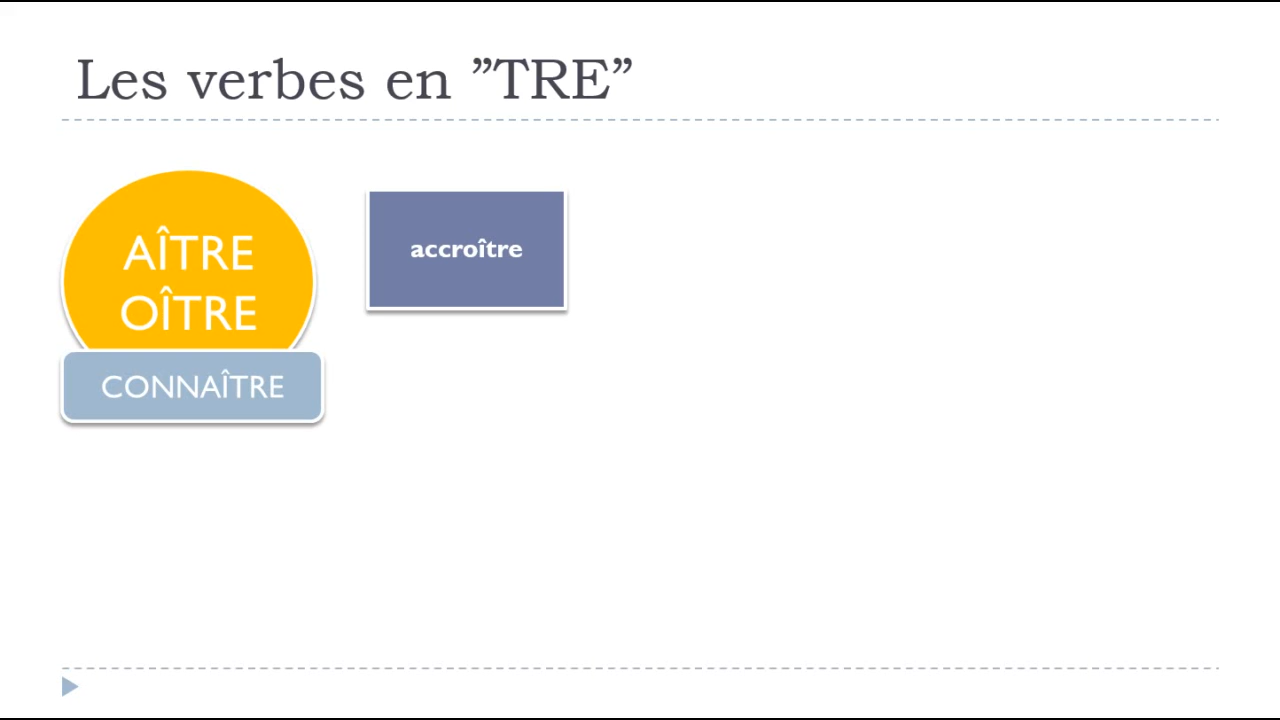 Les verbes en ”TRE”
AÎTRE
OÎTRE
CONNAÎTRE
accroître